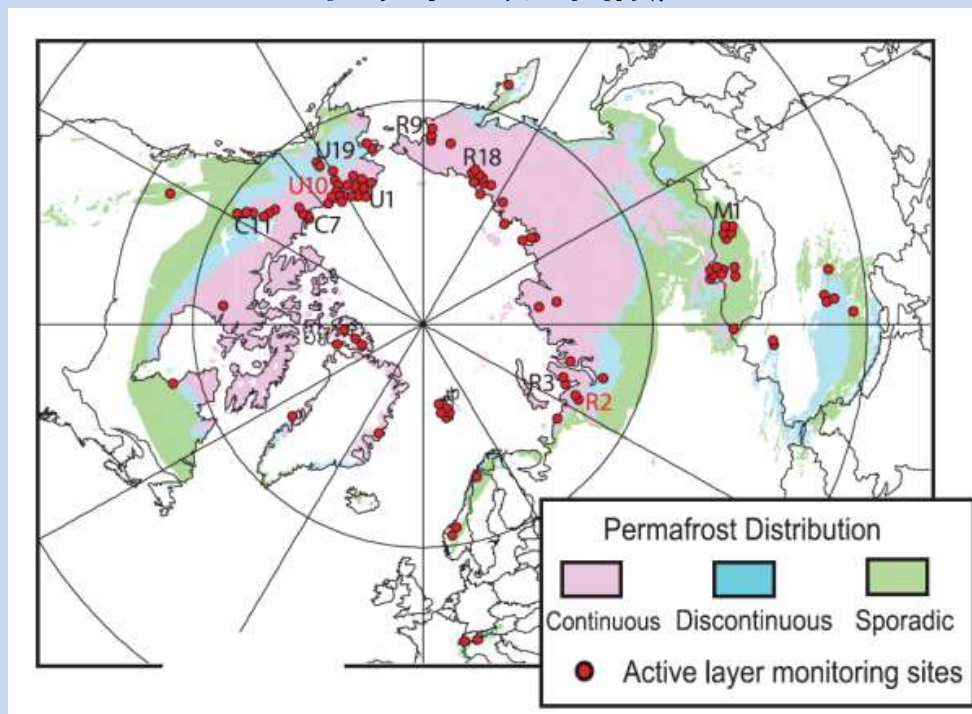 R9
U19
R18
U10
U1
M1
C11
C7
R3
R2
Permafrost Distribution
Continuous Discontinuous Sporadic
Active layer monitoring sites